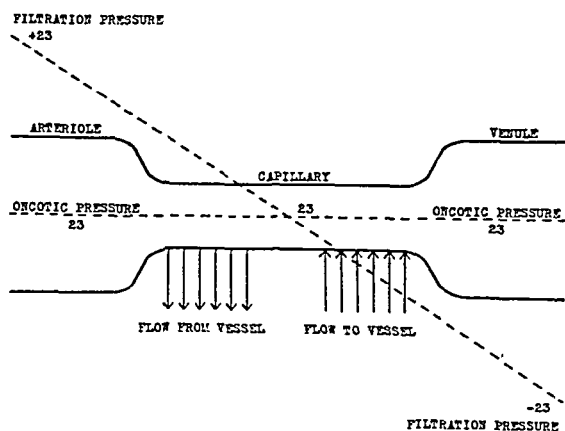 FILTRATION PRESSURE
+23
ARTERIOLE
VENULE
CAPILLARY
ONCOTIC PRESSURE
23
23
ONCOTIC PRESSURE
23
FLOW FROM VESSEL
FLOW TO VESSEL
-23
FILTRATION PRESSURE